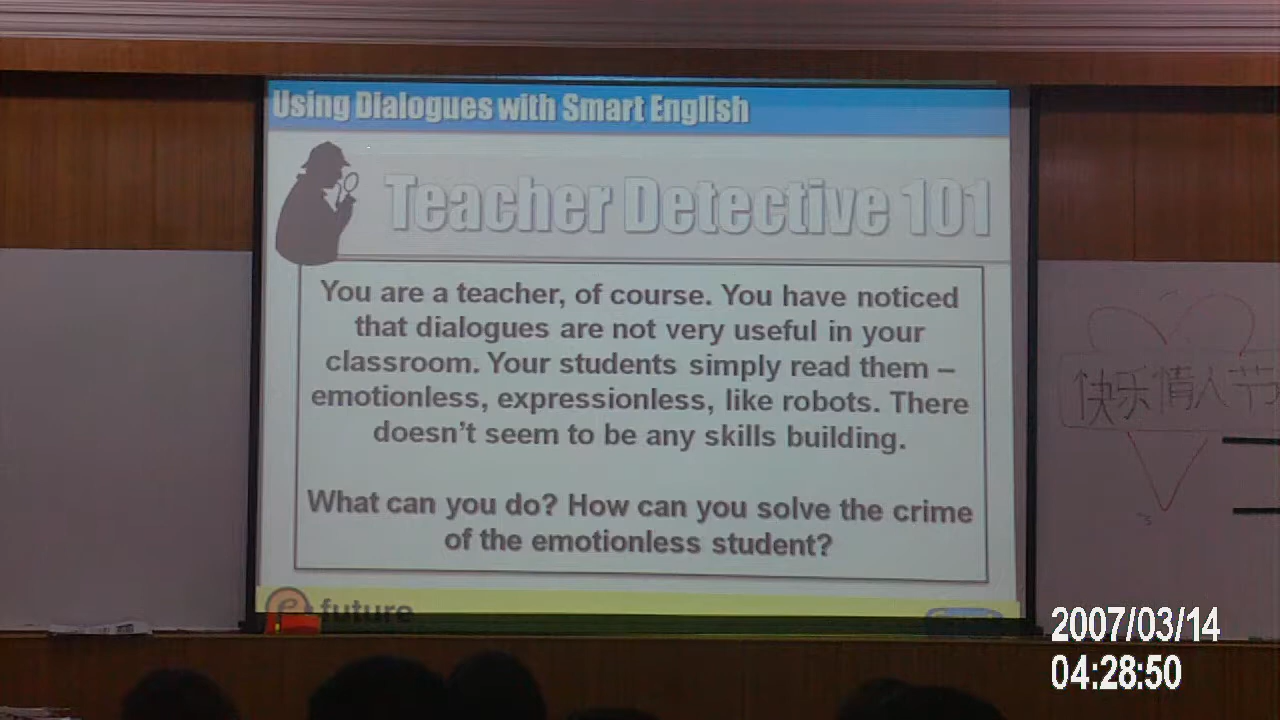 Using Dialogues with Smart English
Teacher Detective 101
You are a teacher, of course. You have noticed
that dialogues are not very useful in your
classroom. Your students simply read them –
emotionless, expressionless, like robots. There
doesn't seem to be any skills building.
What can you do? How can you solve the crime
of the emotionless student?
e future
快乐情人节
2007/03/14
04:28:50